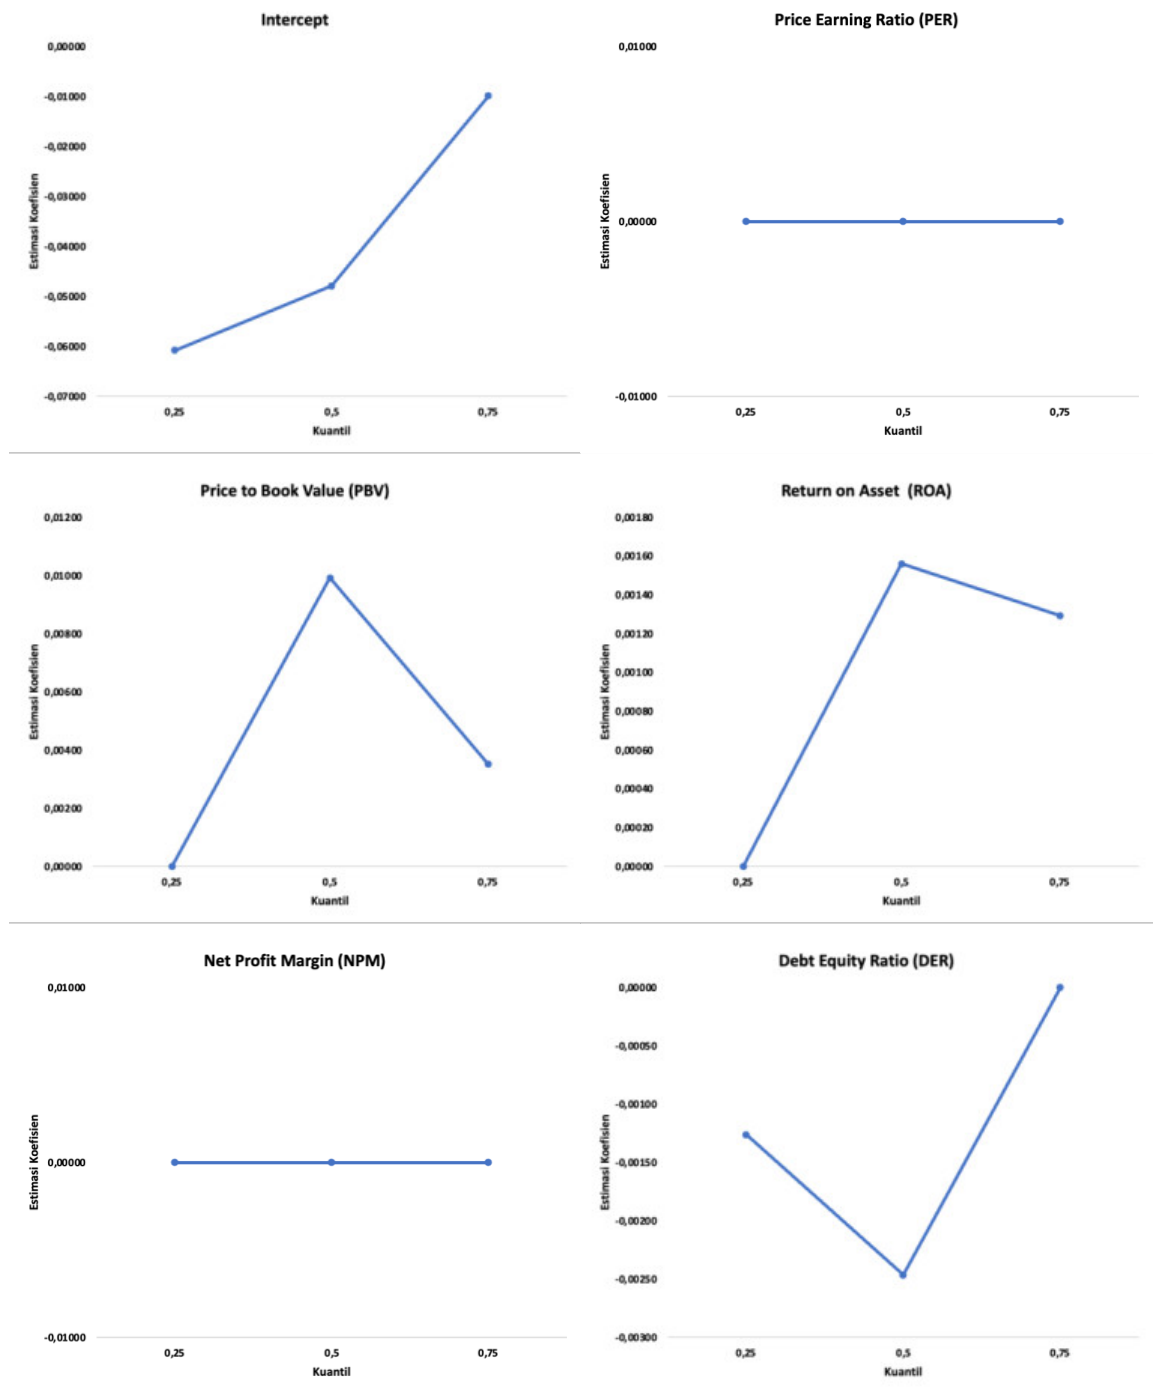 Intercept
0,00000
-0,01000
-0,02000
-0,03000
-0,04000
-0,05000
-0,06000
-0,07000
Estimasi Koefisien
0,25 0,5 0,75
Kuantil
Price Earning Ratio (PER)
0,01000
0,00000
-0,01000
Estimasi Koefisien
0,25 0,5 0,75
Kuantil
Price to Book Value (PBV)
0,01200
0,01000
0,00800
0,00600
0,00400
0,00200
0,00000
Estimasi Koefisien
0,25 0,5 0,75
Kuantil
Return on Asset (ROA)
0,00180
0,00160
0,00140
0,00120
0,00100
0,00080
0,00060
0,00040
0,00020
0,00000
Estimasi Koefisien
0,25 0,5 0,75
Kuantil
Net Profit Margin (NPM)
0,01000
0,00000
-0,01000
Estimasi Koefisien
0,25 0,5 0,75
Kuantil
Debt Equity Ratio (DER)
0,00000
-0,00050
-0,00100
-0,00150
-0,00200
-0,00250
-0,00300
Estimasi Koefisien
0,25 0,5 0,75
Kuantil